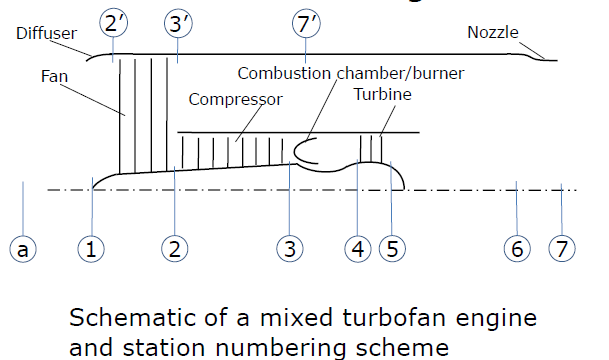 2′ 3′ 7′
Diffuser
Nozzle
Fan
Combustion chamber/burner
Compressor
Turbine
a 1 2 3 4 5 6 7
Schematic of a mixed turbofan engine
and station numbering scheme